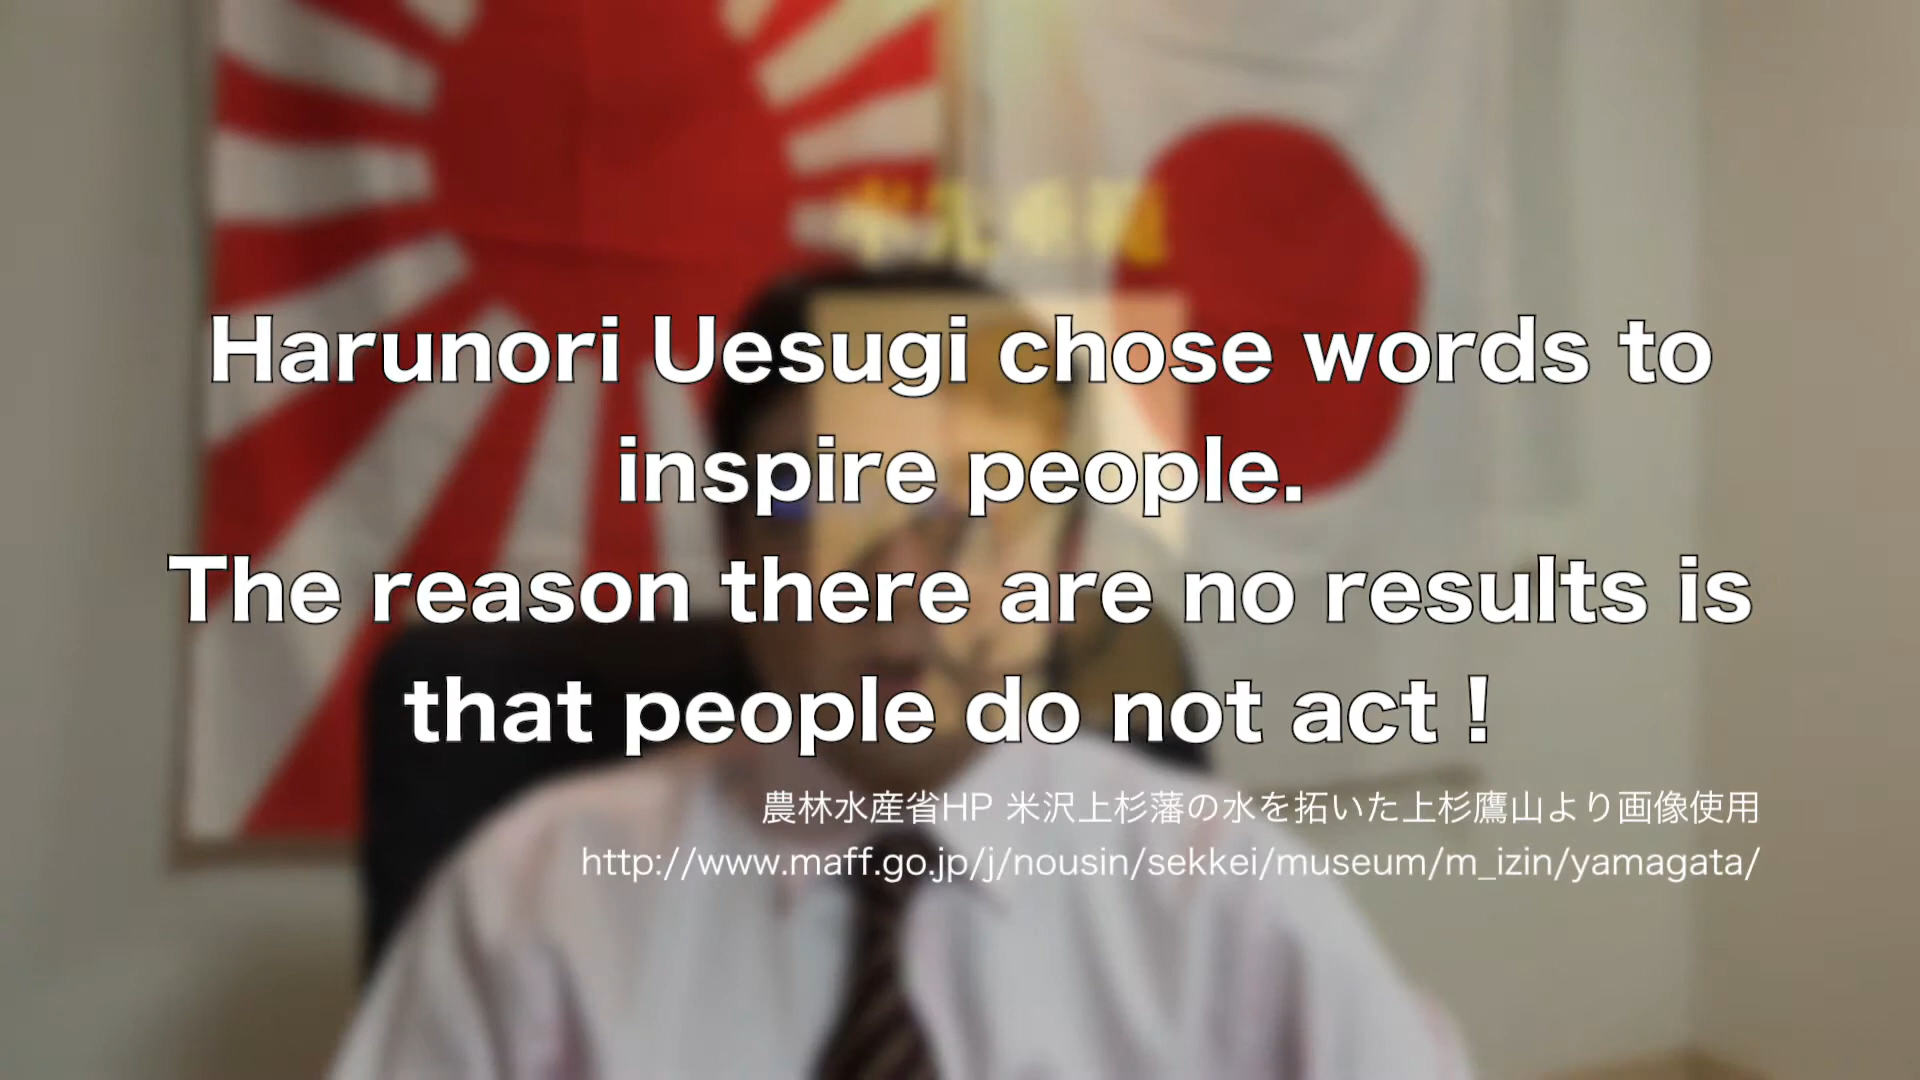 Harunori Uesugi chose words to
inspire people.
The reason there are no results is
that people do not act！
農林水産省HP 米沢上杉藩の水を拓いた上杉鷹山より画像使用
http://www.maff.go.jp/j/nousin/sekkei/museum/m_izin/yamagata/